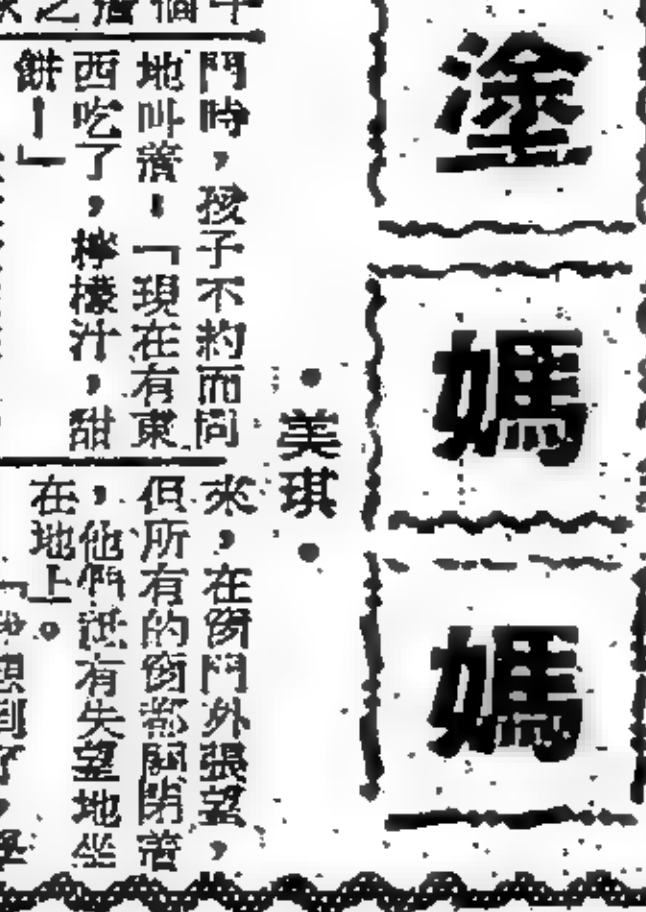 塗
媽
媽
•美琪•
門時，孩子不約而同
地叫着，「現在有東
西吃了，檸檬汁，甜
餅！」
來，在窗門外張望，
但所有的窗都關閉着
，他們祇有失望地坐
在地上。